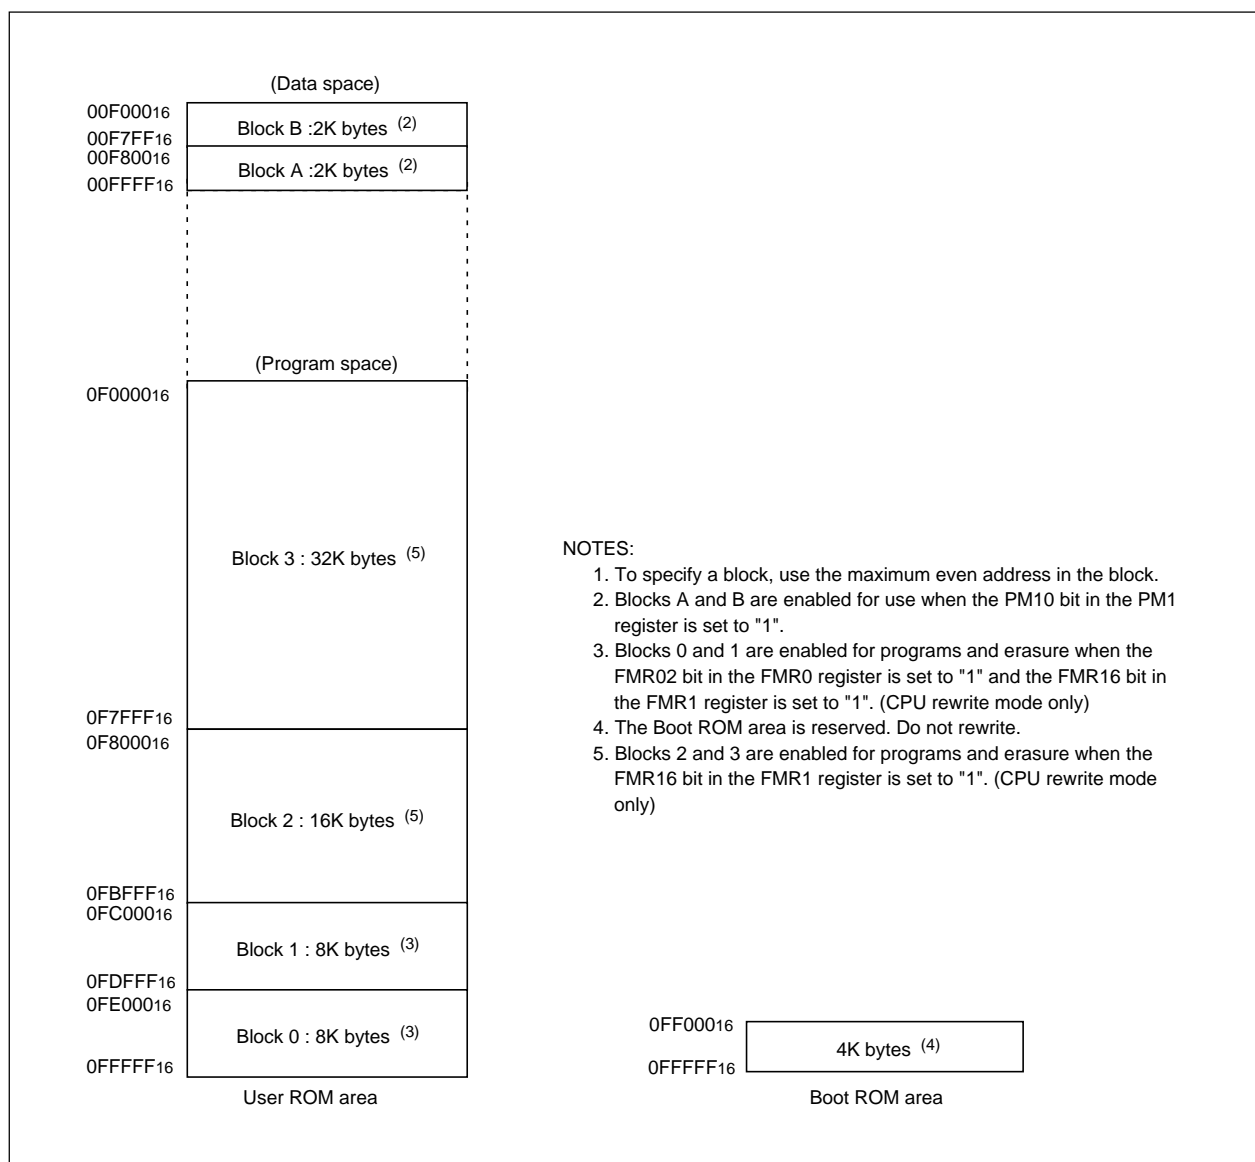 (Data space)
00F00016
Block B :2K bytes (2)
00F7FF16
00F80016
Block A :2K bytes (2)
00FFFF16
(Program space)
0F000016
Block 3 : 32K bytes (5)
0F7FFF16
0F800016
Block 2 : 16K bytes (5)
0FBFFF16
0FC00016
Block 1 : 8K bytes (3)
0FDFFF16
0FE00016
Block 0 : 8K bytes (3)
0FFFFF16
User ROM area
NOTES:
1. To specify a block, use the maximum even address in the block.
2. Blocks A and B are enabled for use when the PM10 bit in the PM1
register is set to "1".
3. Blocks 0 and 1 are enabled for programs and erasure when the
FMR02 bit in the FMR0 register is set to "1" and the FMR16 bit in
the FMR1 register is set to "1". (CPU rewrite mode only)
4. The Boot ROM area is reserved. Do not rewrite.
5. Blocks 2 and 3 are enabled for programs and erasure when the
FMR16 bit in the FMR1 register is set to "1". (CPU rewrite mode
only)
0FF00016
4K bytes (4)
0FFFFF16
Boot ROM area